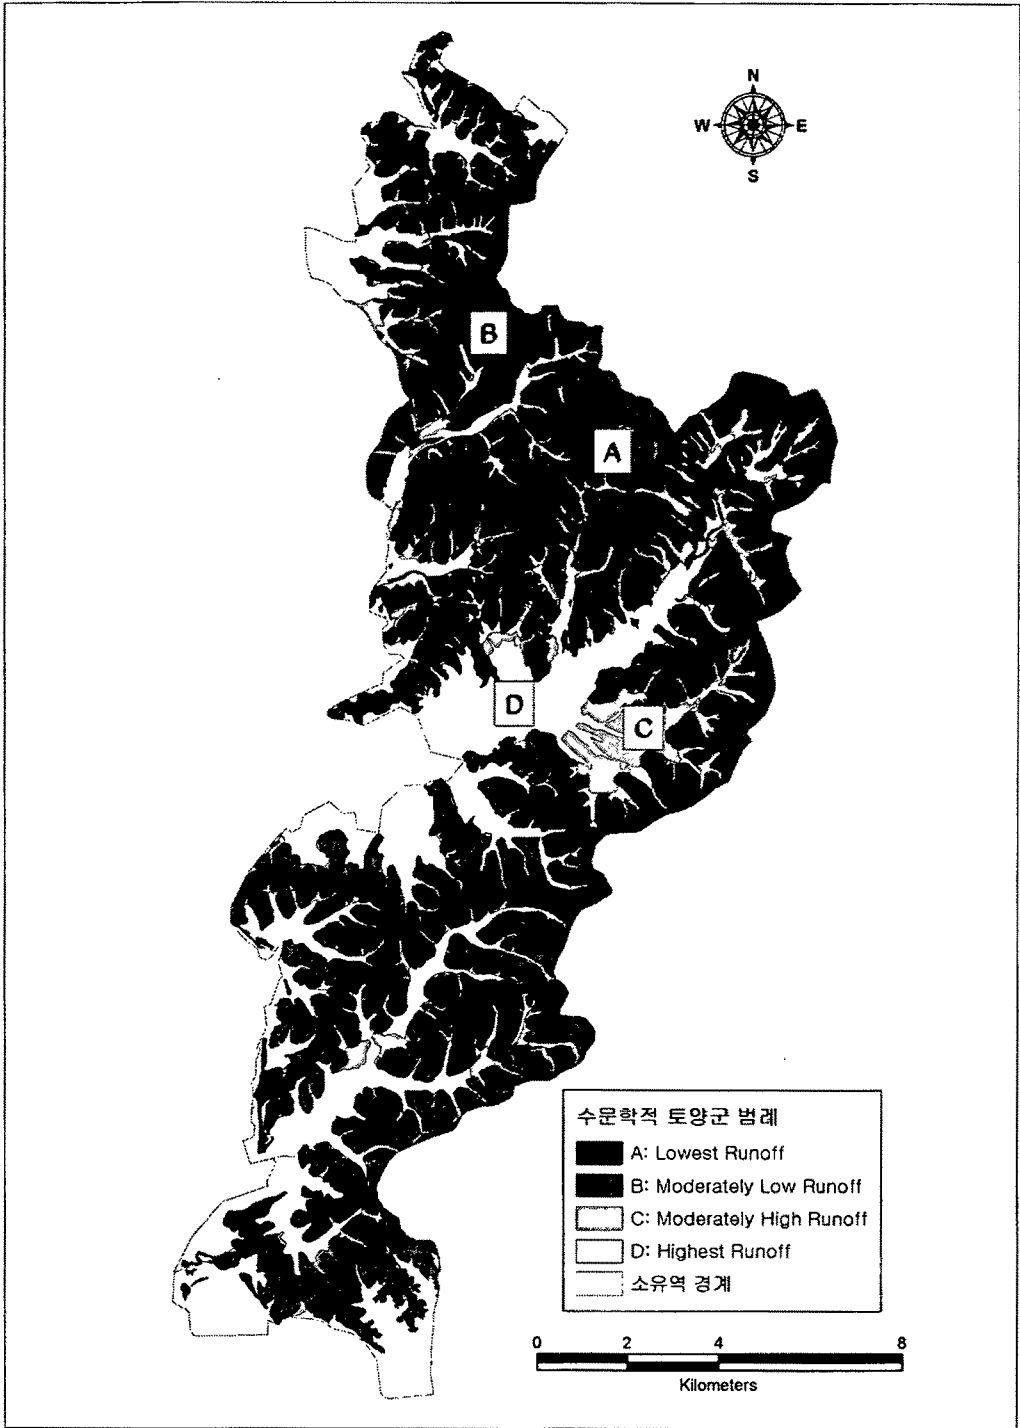 N
W E
S
B
A
D
C
수문학적 토양군 범례
A: Lowest Runoff
B: Moderately Low Runoff
C: Moderately High Runoff
D: Highest Runoff
소유역 경계
0 2 4 8
Kilometers